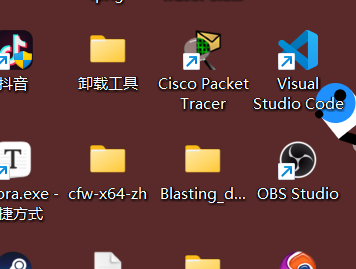 抖音
卸载工具
Cisco Packet
Tracer
Visual
Studio Code
ora.exe -
捷方式
cfw-x64-zh
Blasting_d...
OBS Studio